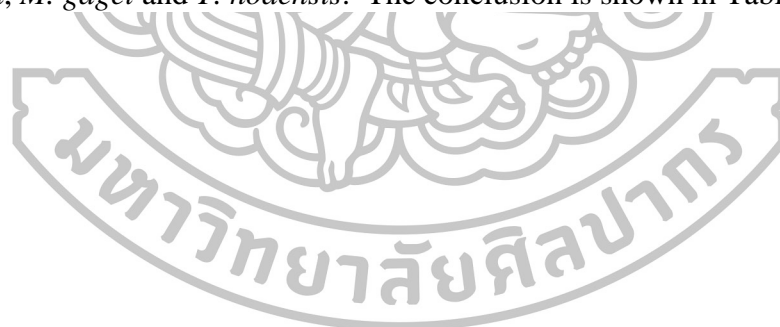 M. gagei and
The conclusion is shown in
มหาวิทยาลัยศิลปากร